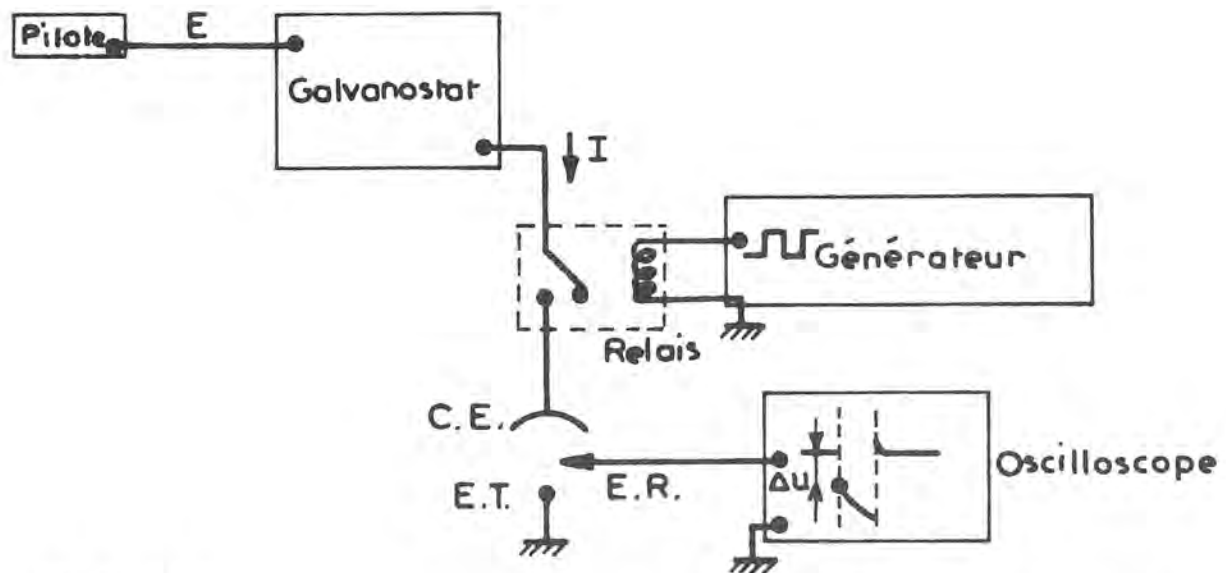 Pilote
E
Galvanostat
I
Générateur
Relais
C.E.
E.R.
E.T.
Δu
Oscilloscope